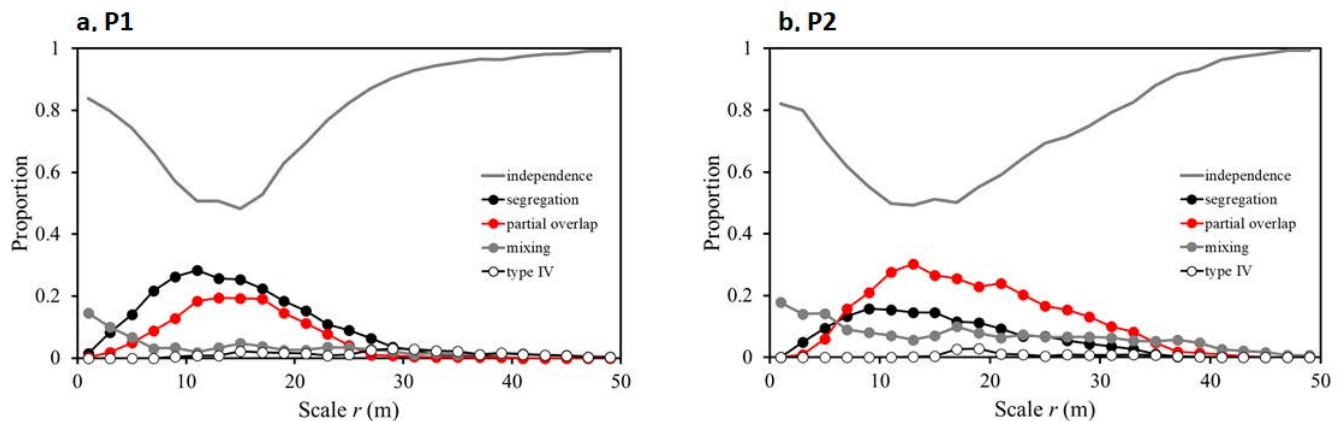 a, P1
1
0.8
0.6
0.4
0.2
0
Proportion
independence
segregation
partial overlap
mixing
type IV
0 10 20 30 40 50
Scale r (m)
b, P2
1
0.8
0.6
0.4
0.2
0
Proportion
independence
segregation
partial overlap
mixing
type IV
0 10 20 30 40 50
Scale r (m)